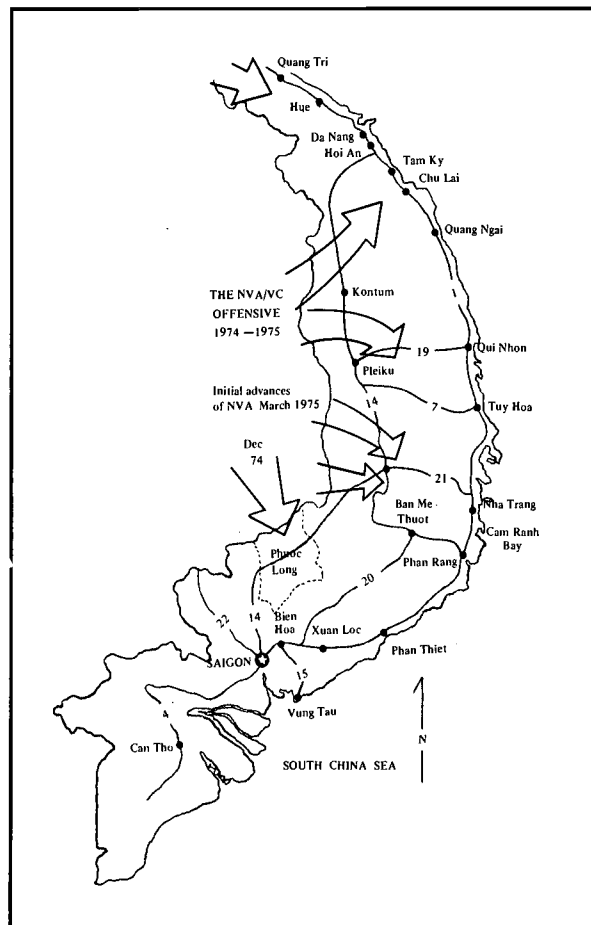 Quang Tri
Hue
Da Nang
Hoi An
Tam Ky
Chu Lai
Quang Ngai
1
THE NVA/VC
OFFENSIVE
1974 — 1975
Kontum
19
Qui Nhon
Pleiku
Initial advances
of NVA March 1975
14
7
Tuy Hoa
Dec
74
21
Ban Me
Thuot
Nha Trang
Cam Ranh
Bay
Phuoc
Long
Phan Rang
20
22
14
Bien
Hoa
Xuan Loc
Phan Thiet
SAIGON
15
Vung Tau
4
Can Tho
N
SOUTH CHINA SEA